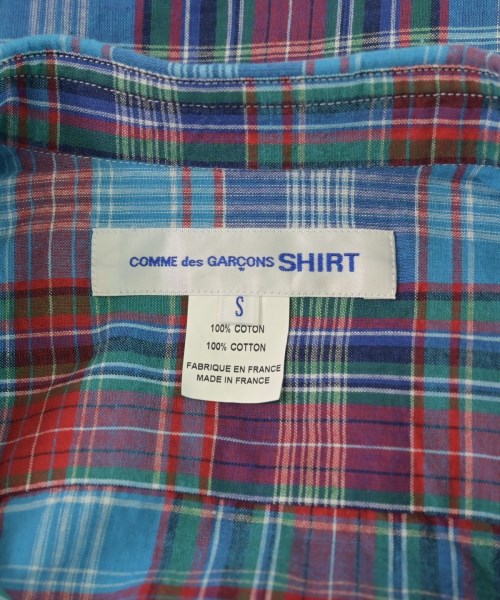 COMME des GARÇONS SHIRT
S
100% COTON
100% COTTON
FABRIQUE EN FRANCE
MADE IN FRANCE